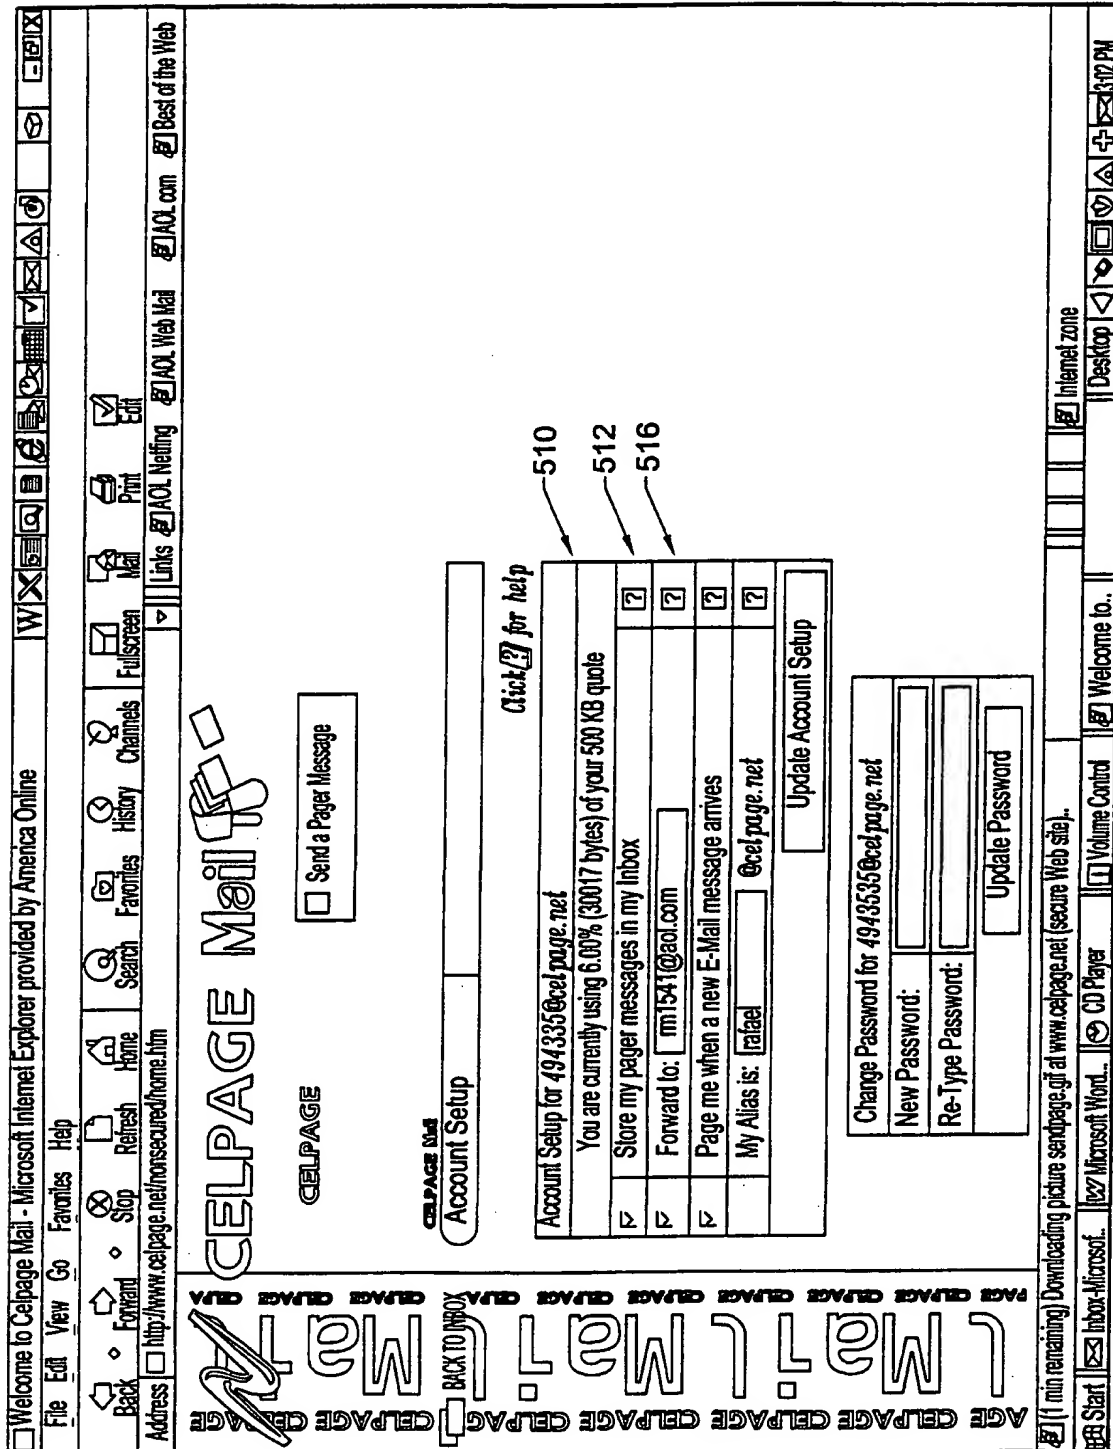 Welcome to Celpage Mail - Microsoft Internet Explorer provided by America Online
File Edit View Go Favorites Help
Back Forward Stop Refresh Home Search Favorites History Channels Fullscreen Mail Print Edit
Address http://www.celpage.net/nonsecured/home.htm Links AOL Netfing AOL Web Mail AOL com Best of the Web
CELPAGE Mail
CELPAGE
Send a Pager Message
CELPAGE Mail
Account Setup
BACK TO INBOX
Click [?] for help
Account Setup for 494335@celpage.net
You are currently using 6.00% (30017 bytes) of your 500 KB quote
Store my pager messages in my Inbox ?
Forward to: rm1541@aol.com ?
Page me when a new E-Mail message arrives ?
My Alias is: rafael @celpage.net ?
Update Account Setup
510
512
516
Change Password for 4943535@celpage.net
New Password:
Re-Type Password:
Update Password
(1 min remaining) Downloading picture sendpage.gif at www.celpage.net (secure Web site)..
Internet zone
Start Inbox-Microsof.. Microsoft Word... CD Player Volume Control Welcome to.. Desktop 3:02 PM